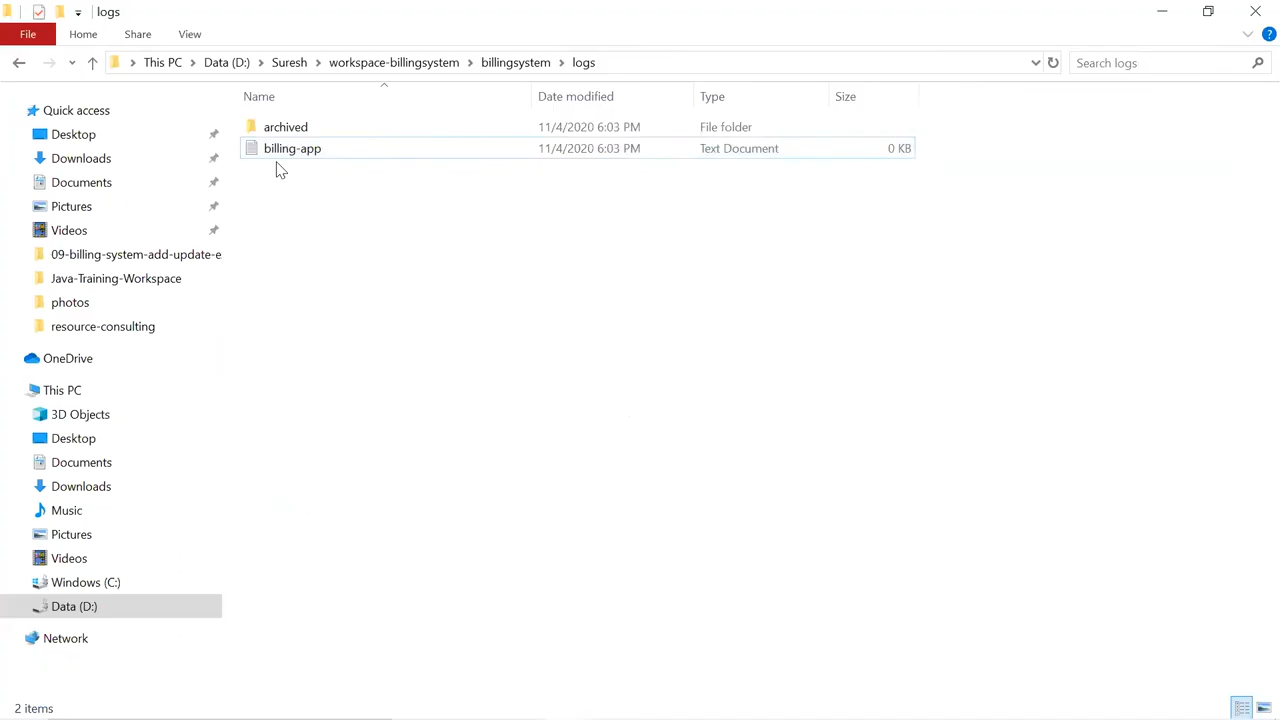 logs
File Home Share View
This PC Data (D:) Suresh workspace-billingsystem billingsystem logs Search logs
Name Date modified Type Size
archived 11/4/2020 6:03 PM File folder
billing-app 11/4/2020 6:03 PM Text Document 0 KB
Quick access
Desktop
Downloads
Documents
Pictures
Videos
09-billing-system-add-update-e
Java-Training-Workspace
photos
resource-consulting
OneDrive
This PC
3D Objects
Desktop
Documents
Downloads
Music
Pictures
Videos
Windows (C:)
Data (D:)
Network
2 items